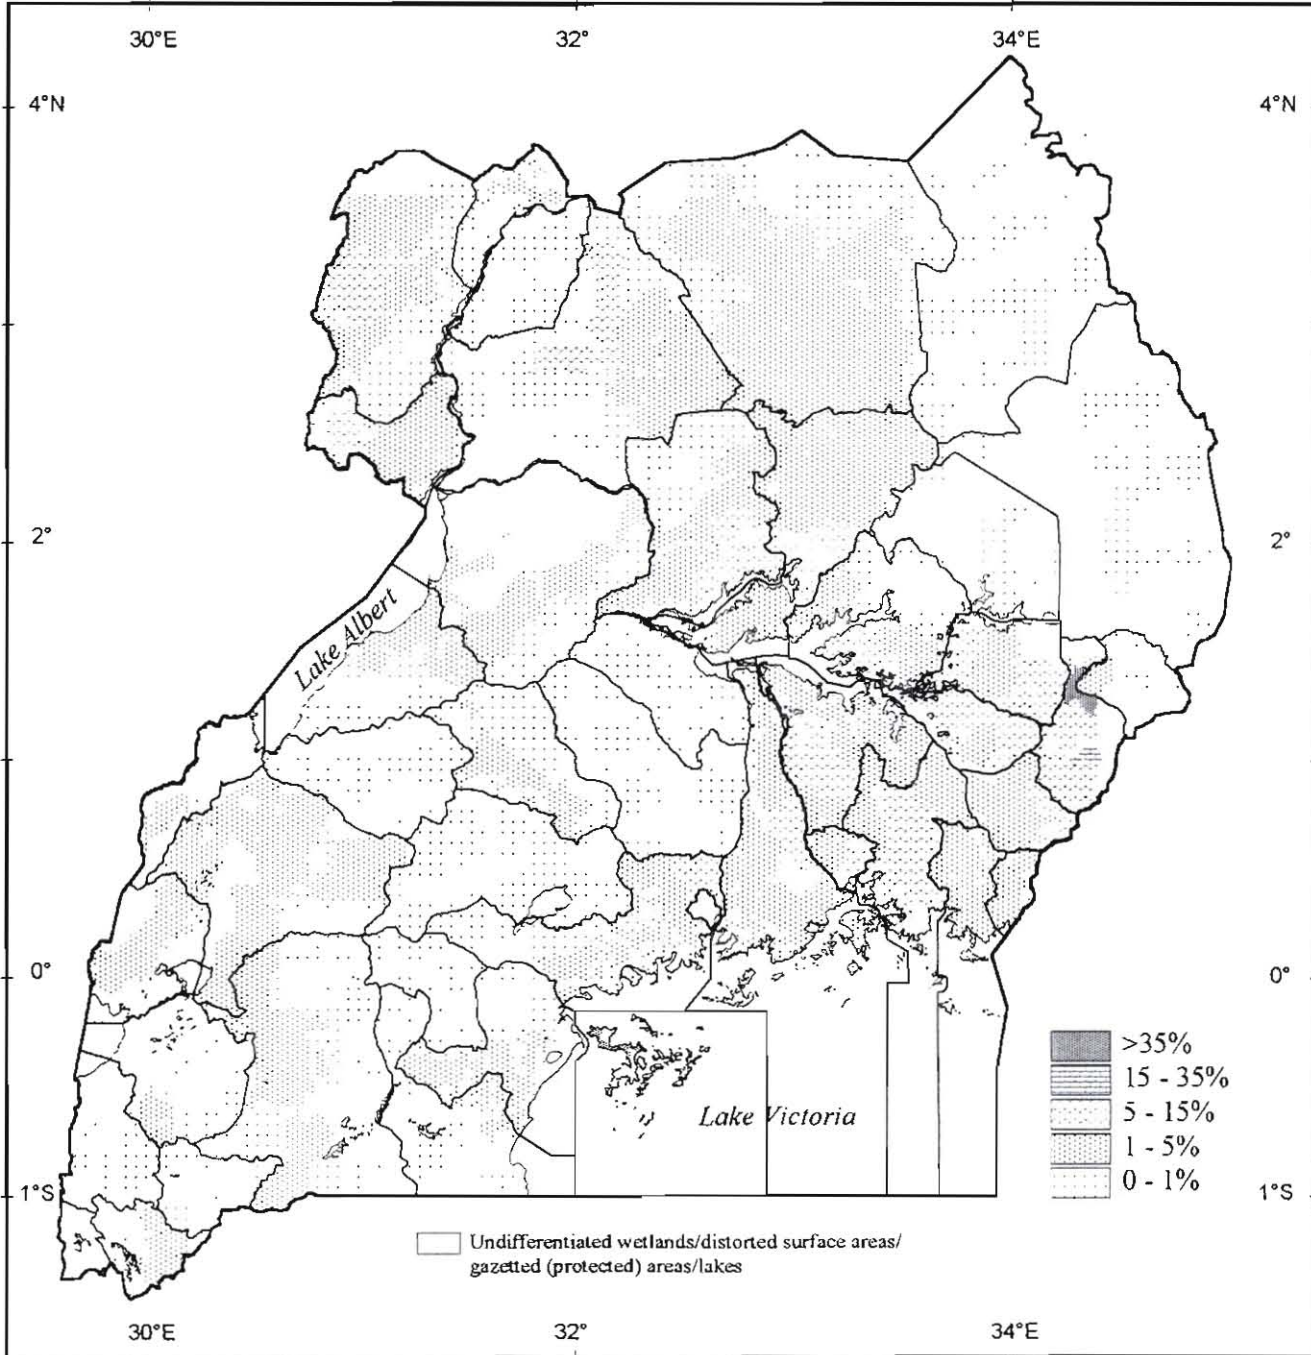 30°E 32° 34°E
4°N 4°N
2° 2°
Lake Albert
0° 0°
>35%
15 - 35%
5 - 15%
Lake Victoria
1 - 5%
0 - 1%
1°S 1°S
Undifferentiated wetlands/distorted surface areas/
gazetted (protected) areas/lakes
30°E 32° 34°E